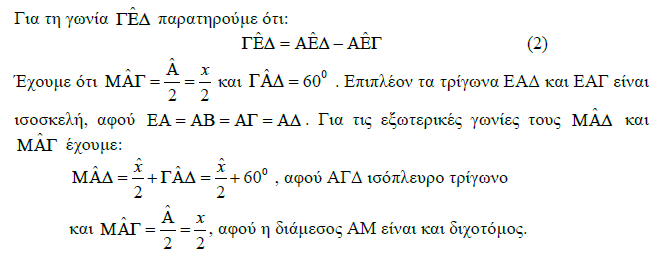 Για τη γωνία ΓÊΔ παρατηρούμε ότι:
ΓÊΔ = ΑÊΔ − ΑÊΓ (2)
Έχουμε ότι ΜÂΓ = Â/2 = x/2 και ΓÂΔ = 60⁰ . Επιπλέον τα τρίγωνα ΕΑΔ και ΕΑΓ είναι
ισοσκελή, αφού ΕΑ = ΑΒ = ΑΓ = ΑΔ . Για τις εξωτερικές γωνίες τους ΜÂΔ και
ΜÂΓ έχουμε:
ΜÂΔ = x̂/2 + ΓÂΔ = x̂/2 + 60⁰ , αφού ΑΓΔ ισόπλευρο τρίγωνο
και ΜÂΓ = Â/2 = x/2 , αφού η διάμεσος ΑΜ είναι και διχοτόμος.